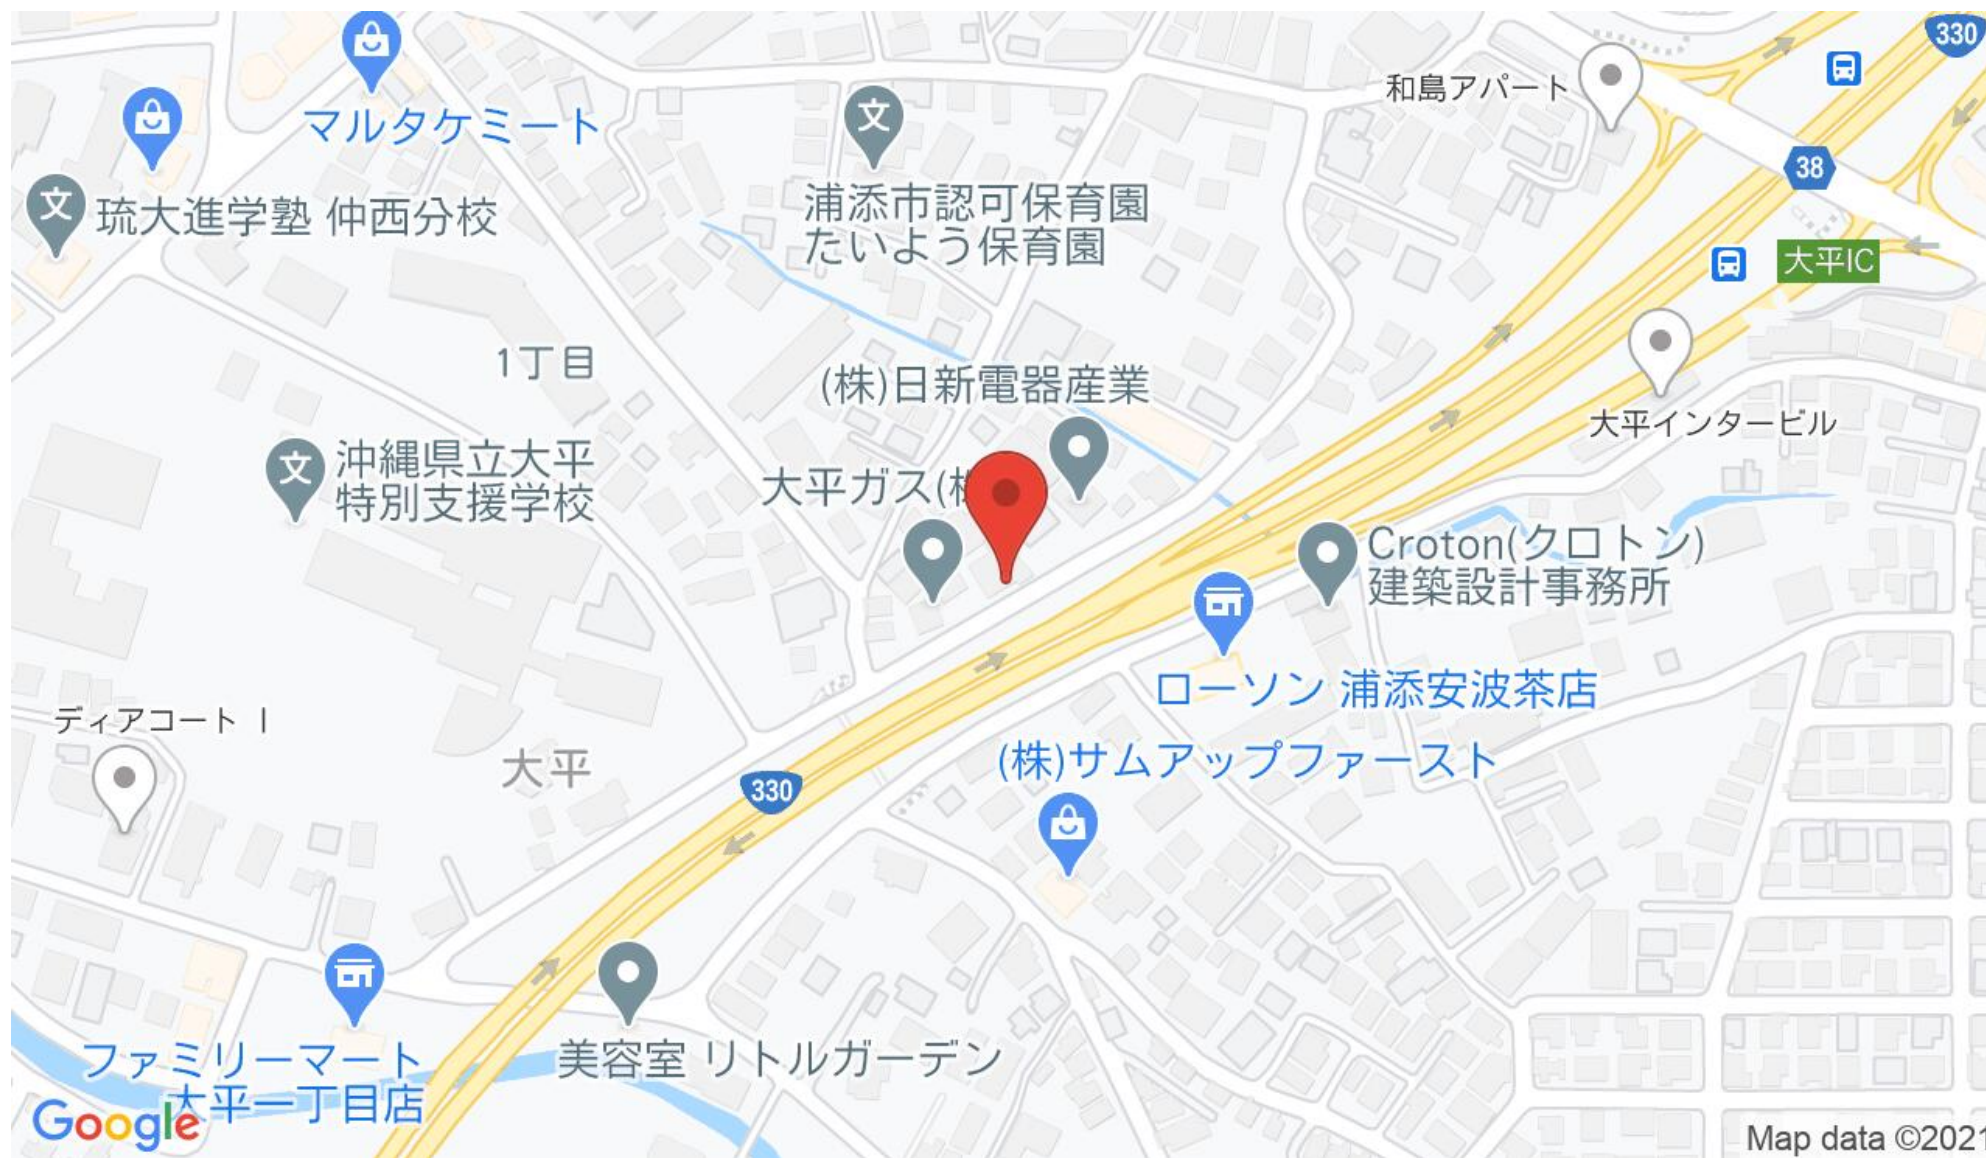 330
和島アパート
マルタケミート
38
浦添市認可保育園
たいよう保育園
琉大進学塾 仲西分校
大平IC
1丁目
(株)日新電器産業
大平インタービル
沖縄県立大平
特別支援学校
大平ガス(株
Croton(クロトン)
建築設計事務所
ローソン 浦添安波茶店
ディアコート Ⅰ
大平
(株)サムアップファースト
330
美容室 リトルガーデン
ファミリーマート
大平一丁目店
Google
Map data ©2021
文
文
文